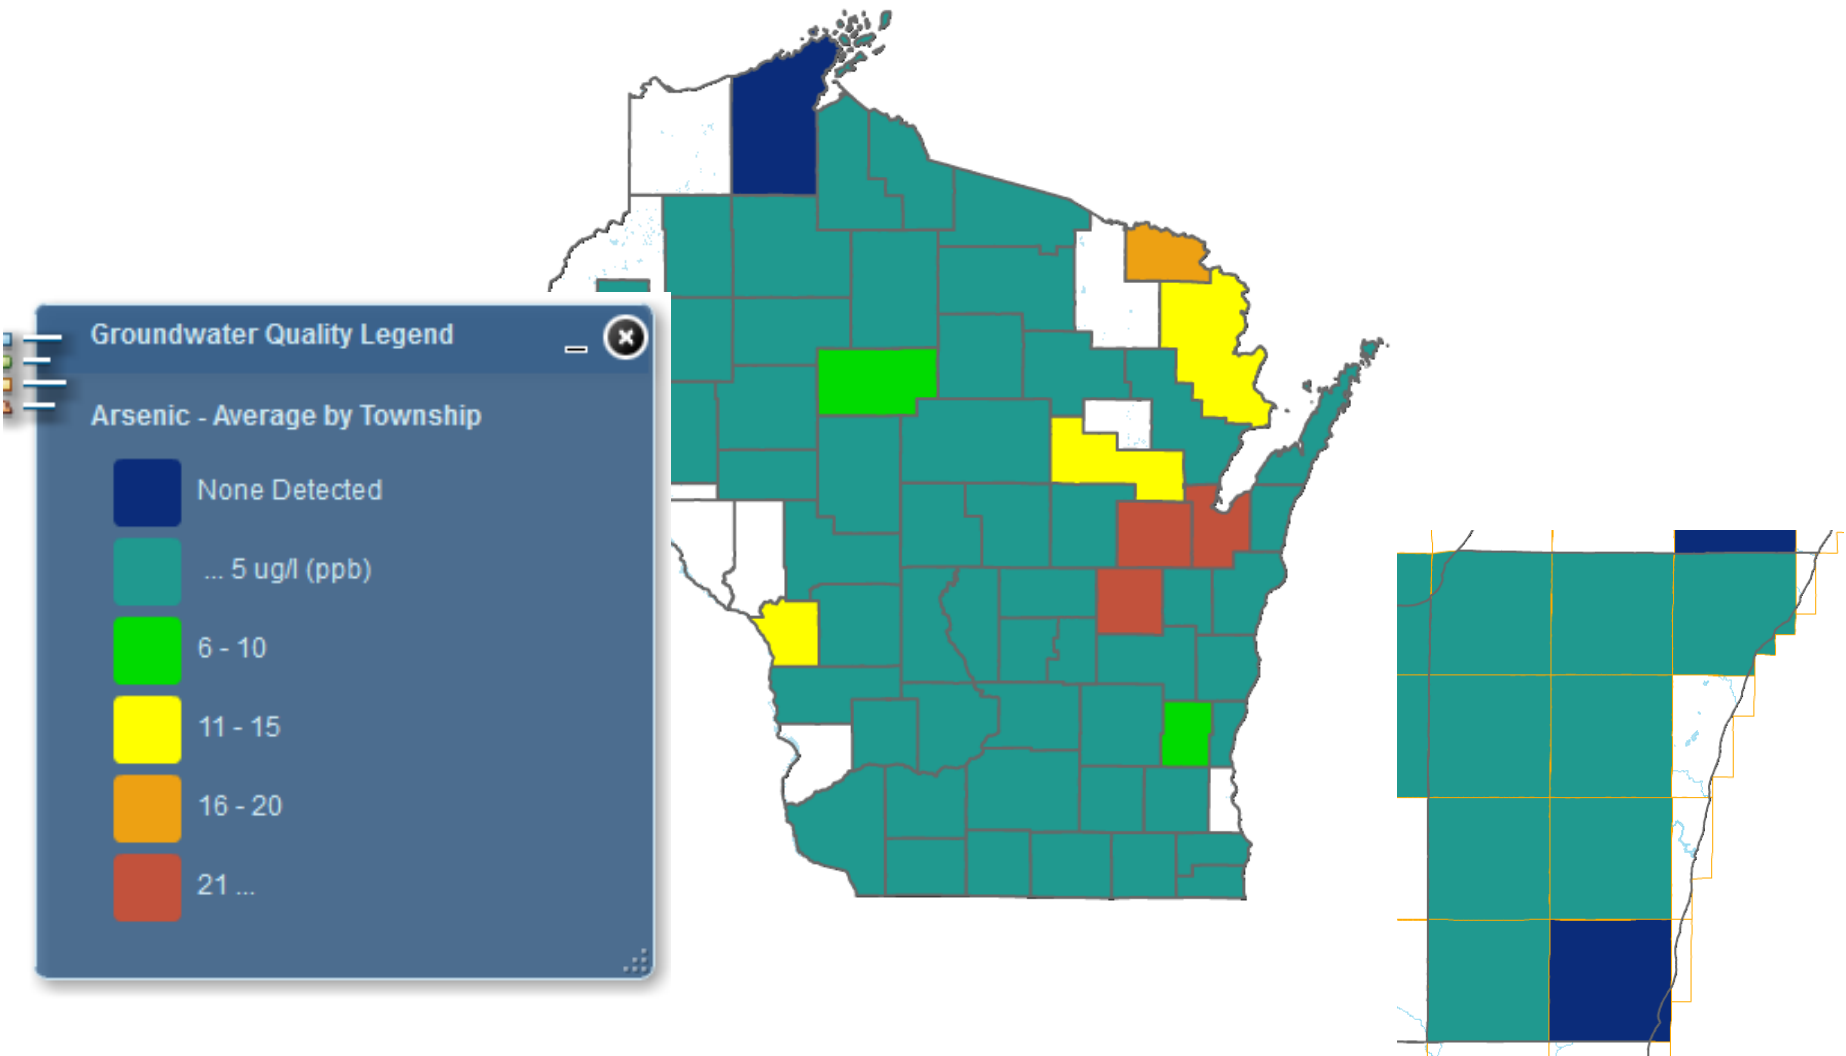 Groundwater Quality Legend
Arsenic - Average by Township
None Detected
... 5 ug/l (ppb)
6 - 10
11 - 15
16 - 20
21 ...